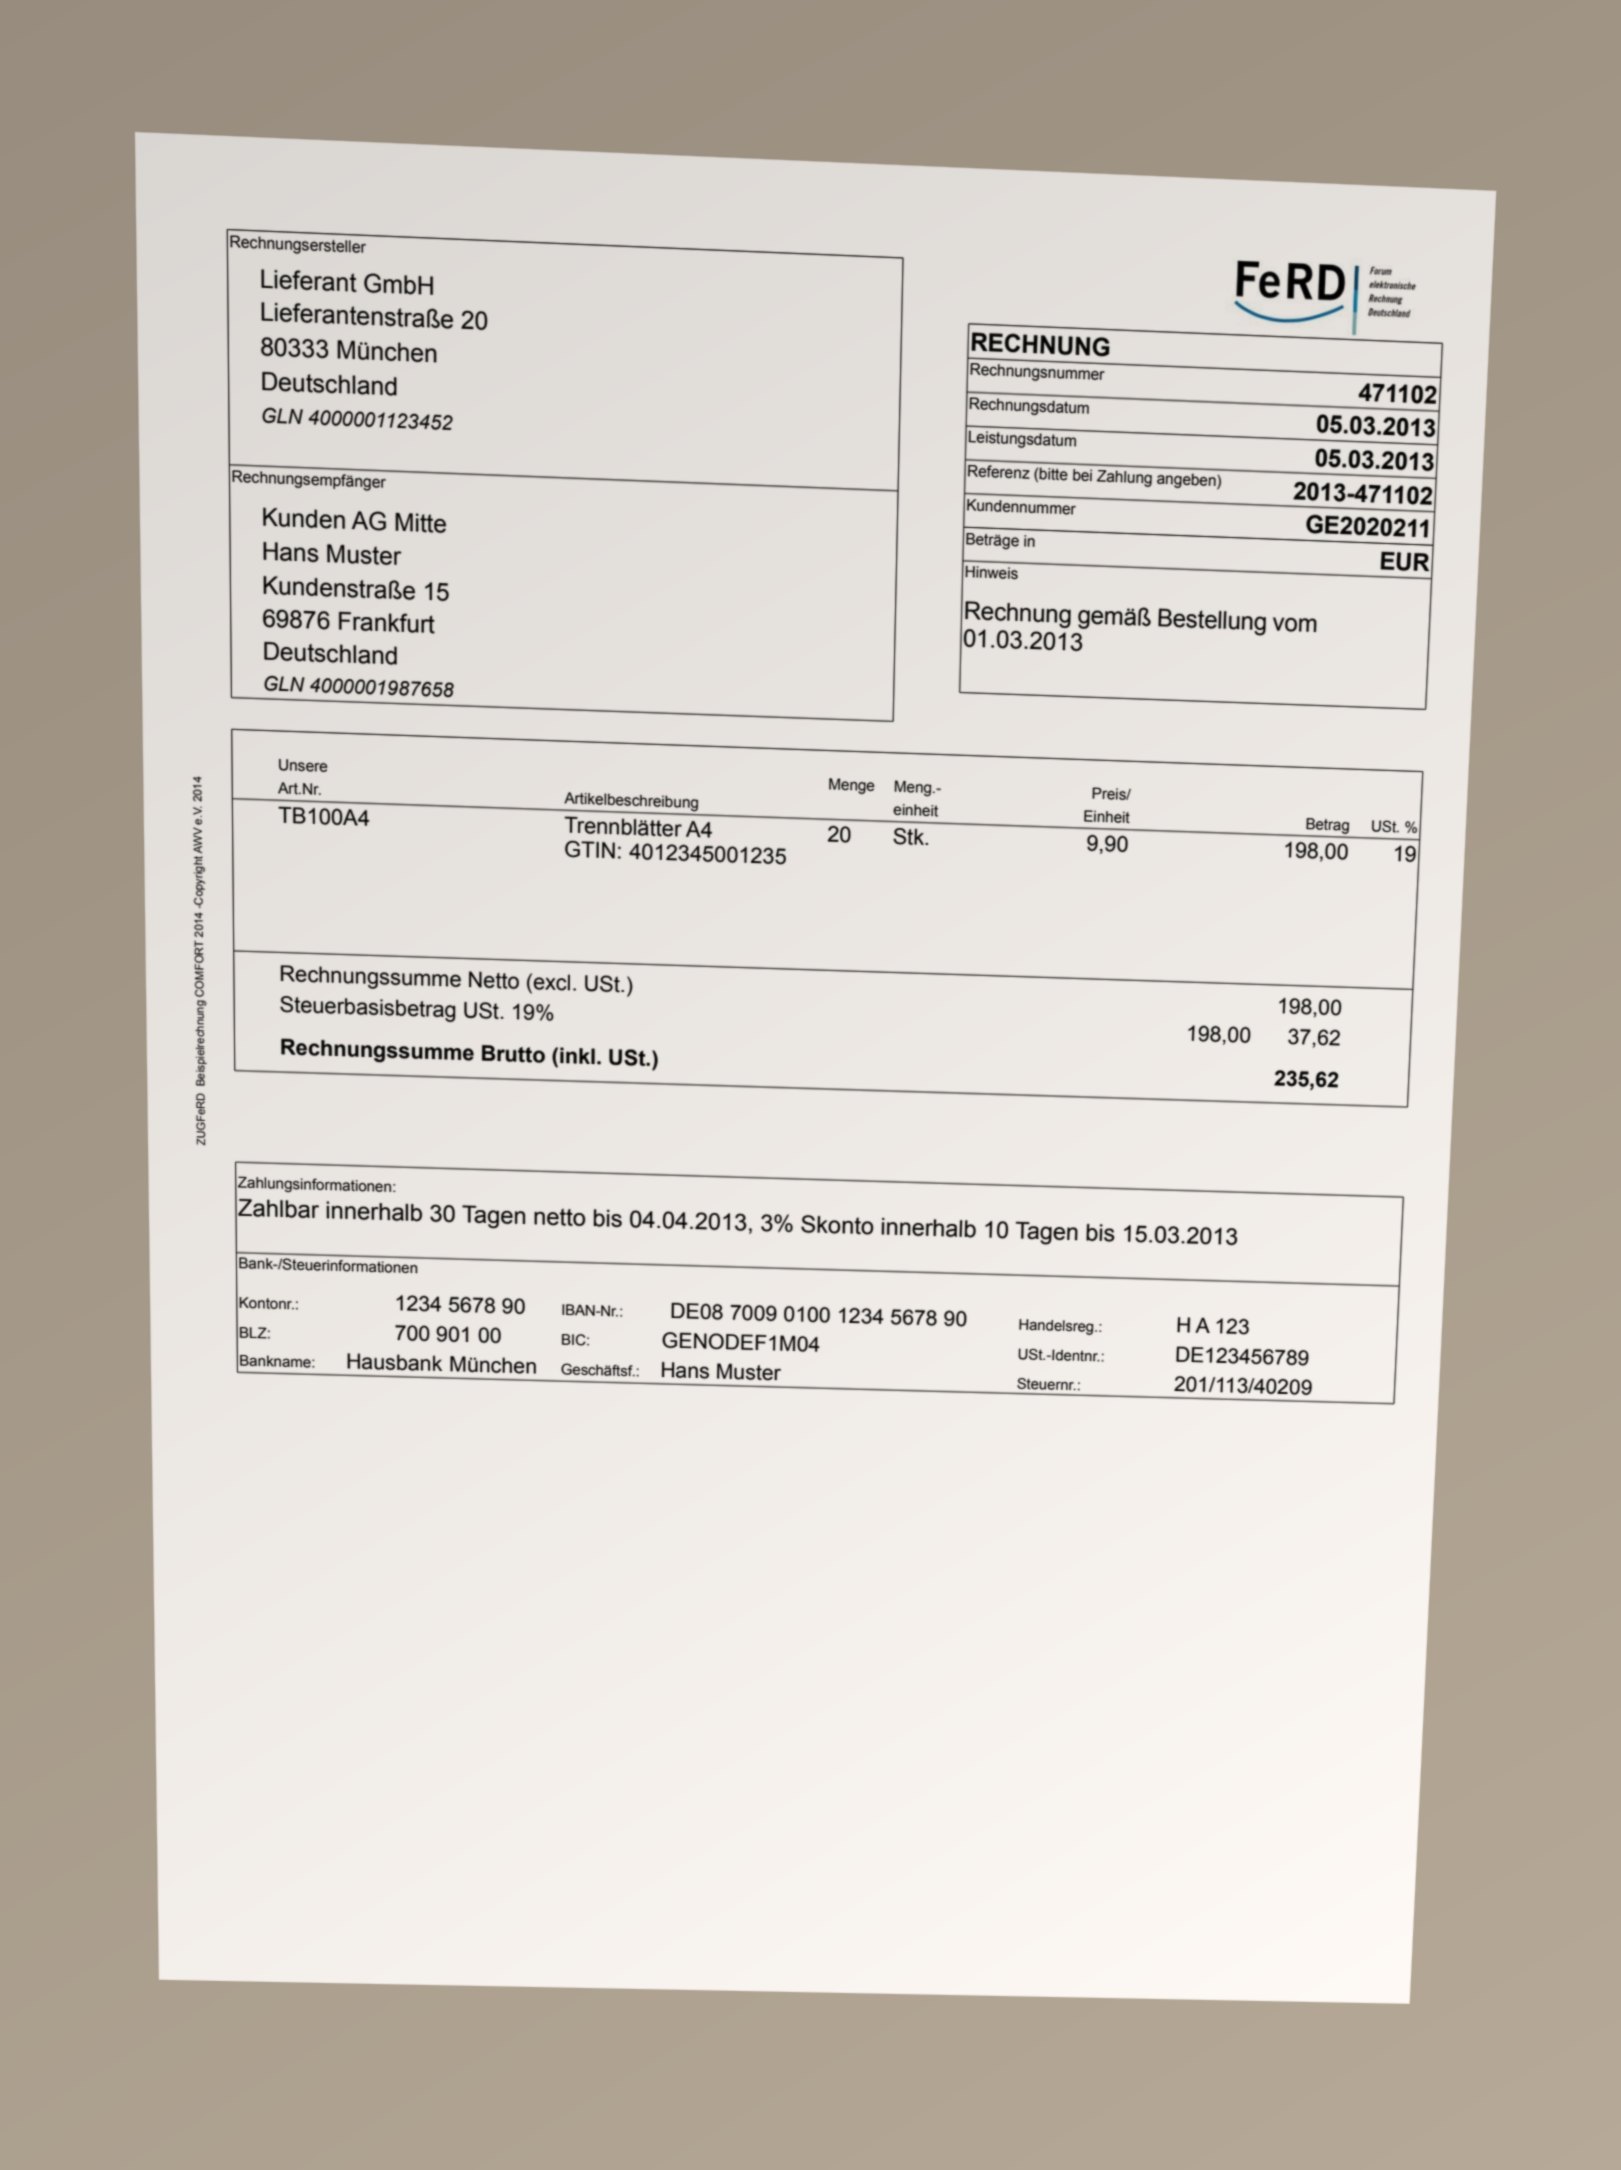 Rechnungsersteller
Lieferant GmbH
Lieferantenstraße 20
80333 München
Deutschland
GLN 4000001123452
Rechnungsempfänger
Kunden AG Mitte
Hans Muster
Kundenstraße 15
69876 Frankfurt
Deutschland
GLN 4000001987658
FeRD
Forum
elektronische
Rechnung
Deutschland
RECHNUNG
Rechnungsnummer 471102
Rechnungsdatum 05.03.2013
Leistungsdatum 05.03.2013
Referenz (bitte bei Zahlung angeben) 2013-471102
Kundennummer GE2020211
Beträge in EUR
Hinweis
Rechnung gemäß Bestellung vom
01.03.2013
Unsere Menge Meng.- Preis/
Art.Nr. Artikelbeschreibung einheit Einheit Betrag USt. %
TB100A4 Trennblätter A4 20 Stk. 9,90 198,00 19
GTIN: 4012345001235
Rechnungssumme Netto (excl. USt.) 198,00
Steuerbasisbetrag USt. 19% 198,00 37,62
Rechnungssumme Brutto (inkl. USt.) 235,62
Zahlungsinformationen:
Zahlbar innerhalb 30 Tagen netto bis 04.04.2013, 3% Skonto innerhalb 10 Tagen bis 15.03.2013
Bank-/Steuerinformationen
Kontonr.: 1234 5678 90 IBAN-Nr.: DE08 7009 0100 1234 5678 90 Handelsreg.: H A 123
BLZ: 700 901 00 BIC: GENODEF1M04 USt.-Identnr.: DE123456789
Bankname: Hausbank München Geschäftsf.: Hans Muster Steuernr.: 201/113/40209
ZUGFeRD Beispielrechnung COMFORT 2014 -Copyright AWV e.V. 2014